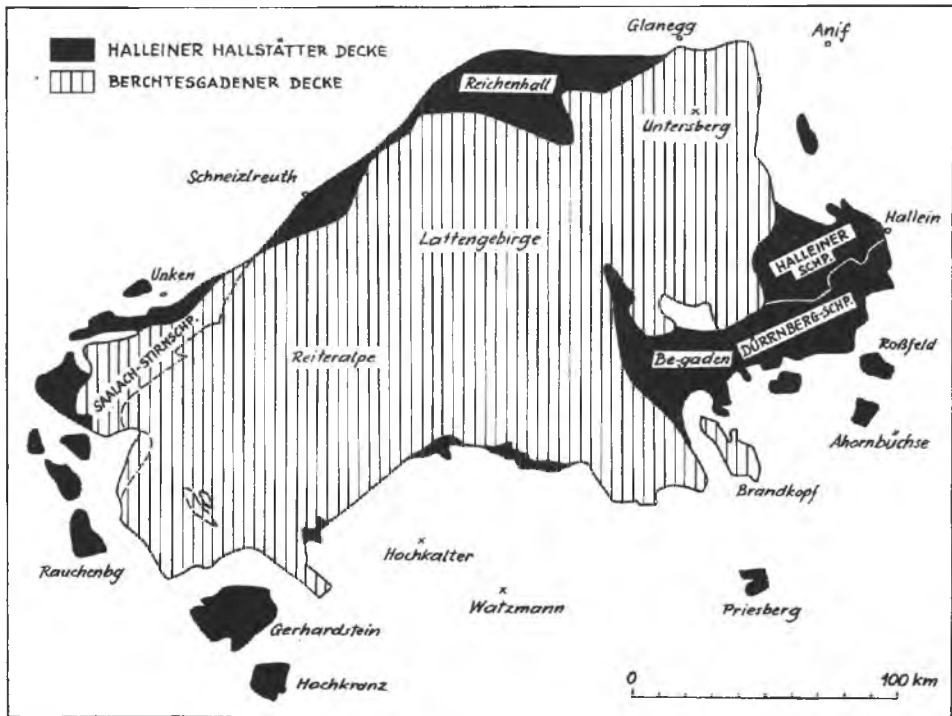 HALLEINER HALLSTÄTTER DECKE
BERCHTESGADENER DECKE
Glanegg
Anif
Reichenhall
Untersberg
Schneizlreuth
Hallein
Lattengebirge
HALLEINER
SCHP.
Unken
SAALACH-STIRNSCHP.
DÜRRNBERG-SCHP.
Reiteralpe
Be-gaden
Roßfeld
Ahornbüchse
Brandkopf
Hochkalter
Rauchenbg
Watzmann
Priesberg
Gerhardstein
Hochkranz
0 100 km